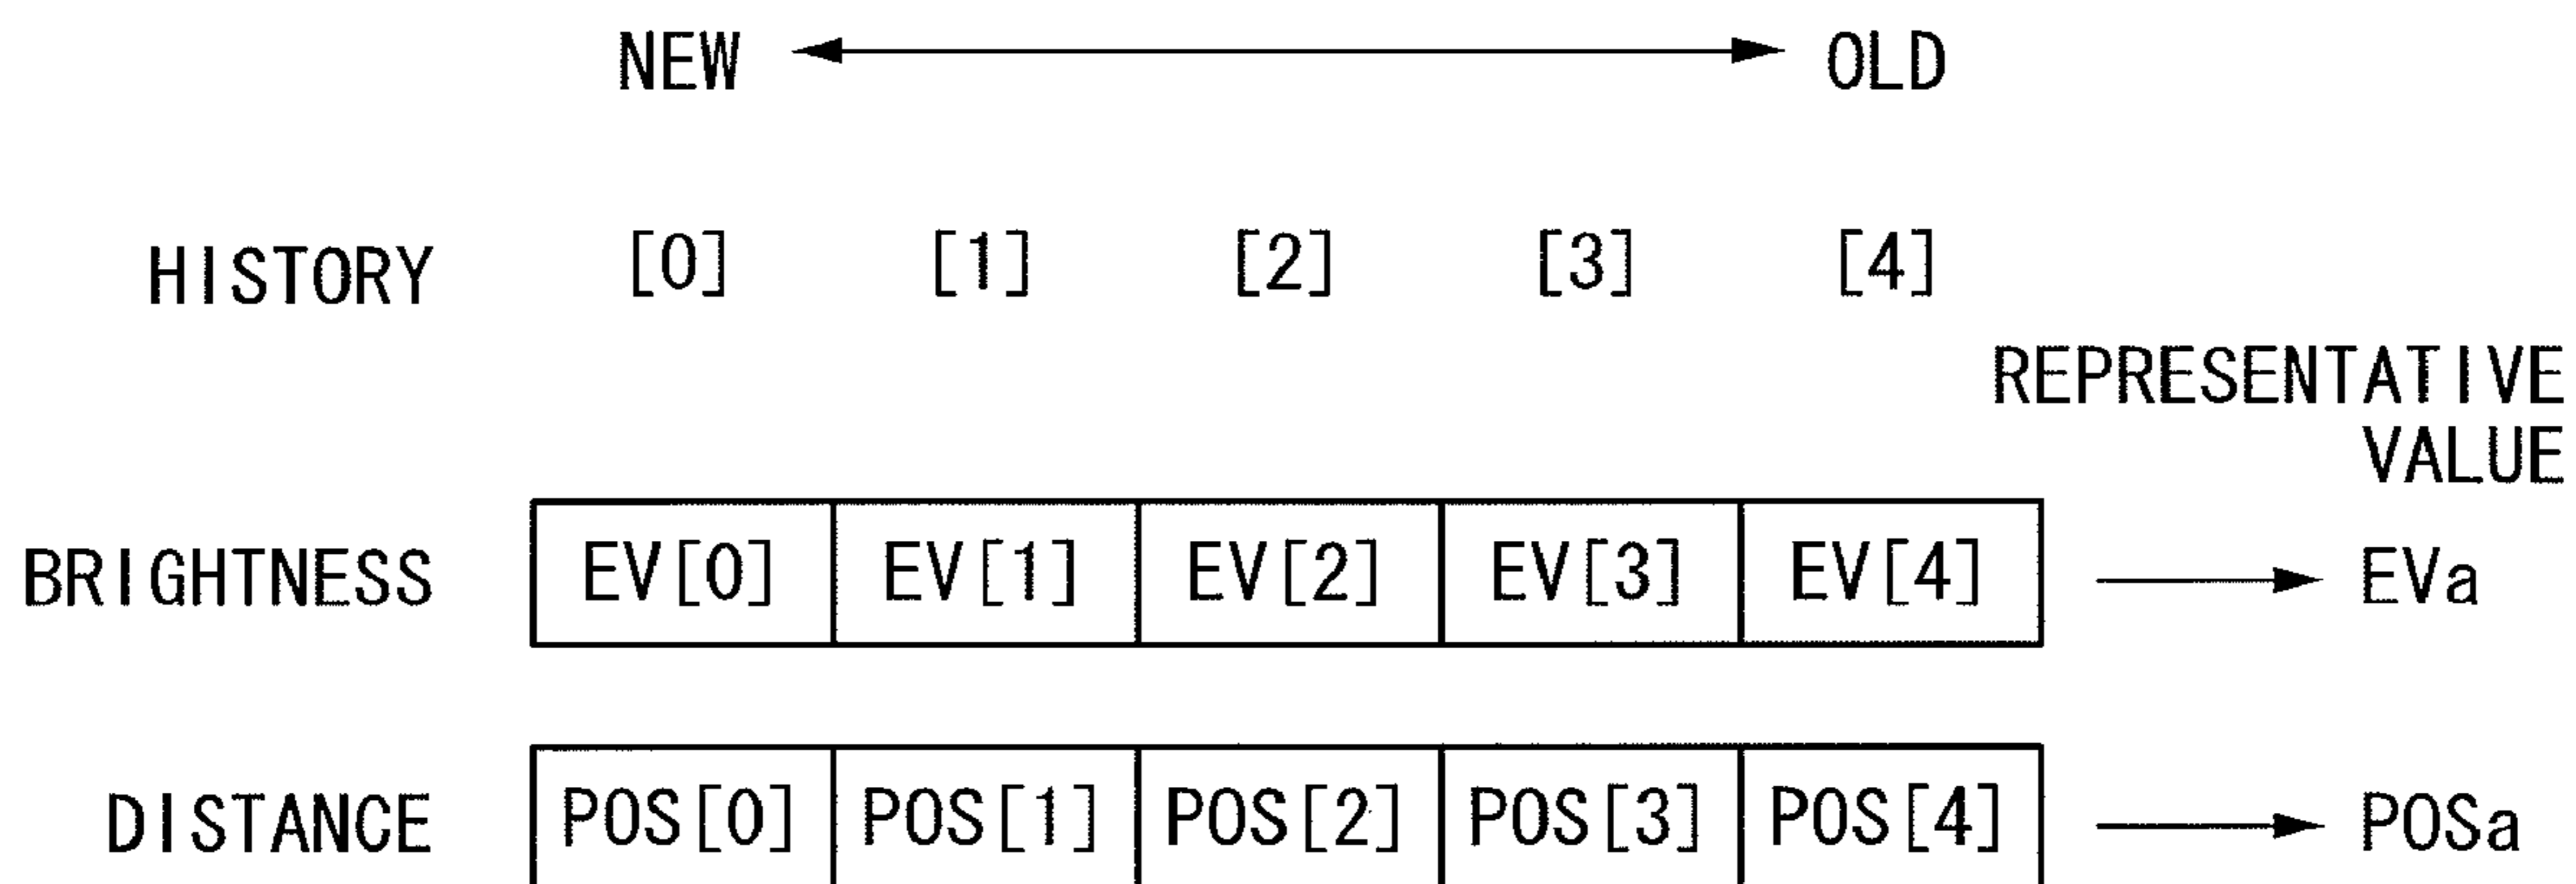 NEW OLD
HISTORY [0] [1] [2] [3] [4]
REPRESENTATIVE
VALUE
BRIGHTNESS EV[0] EV[1] EV[2] EV[3] EV[4] EVa
DISTANCE POS[0] POS[1] POS[2] POS[3] POS[4] POSa